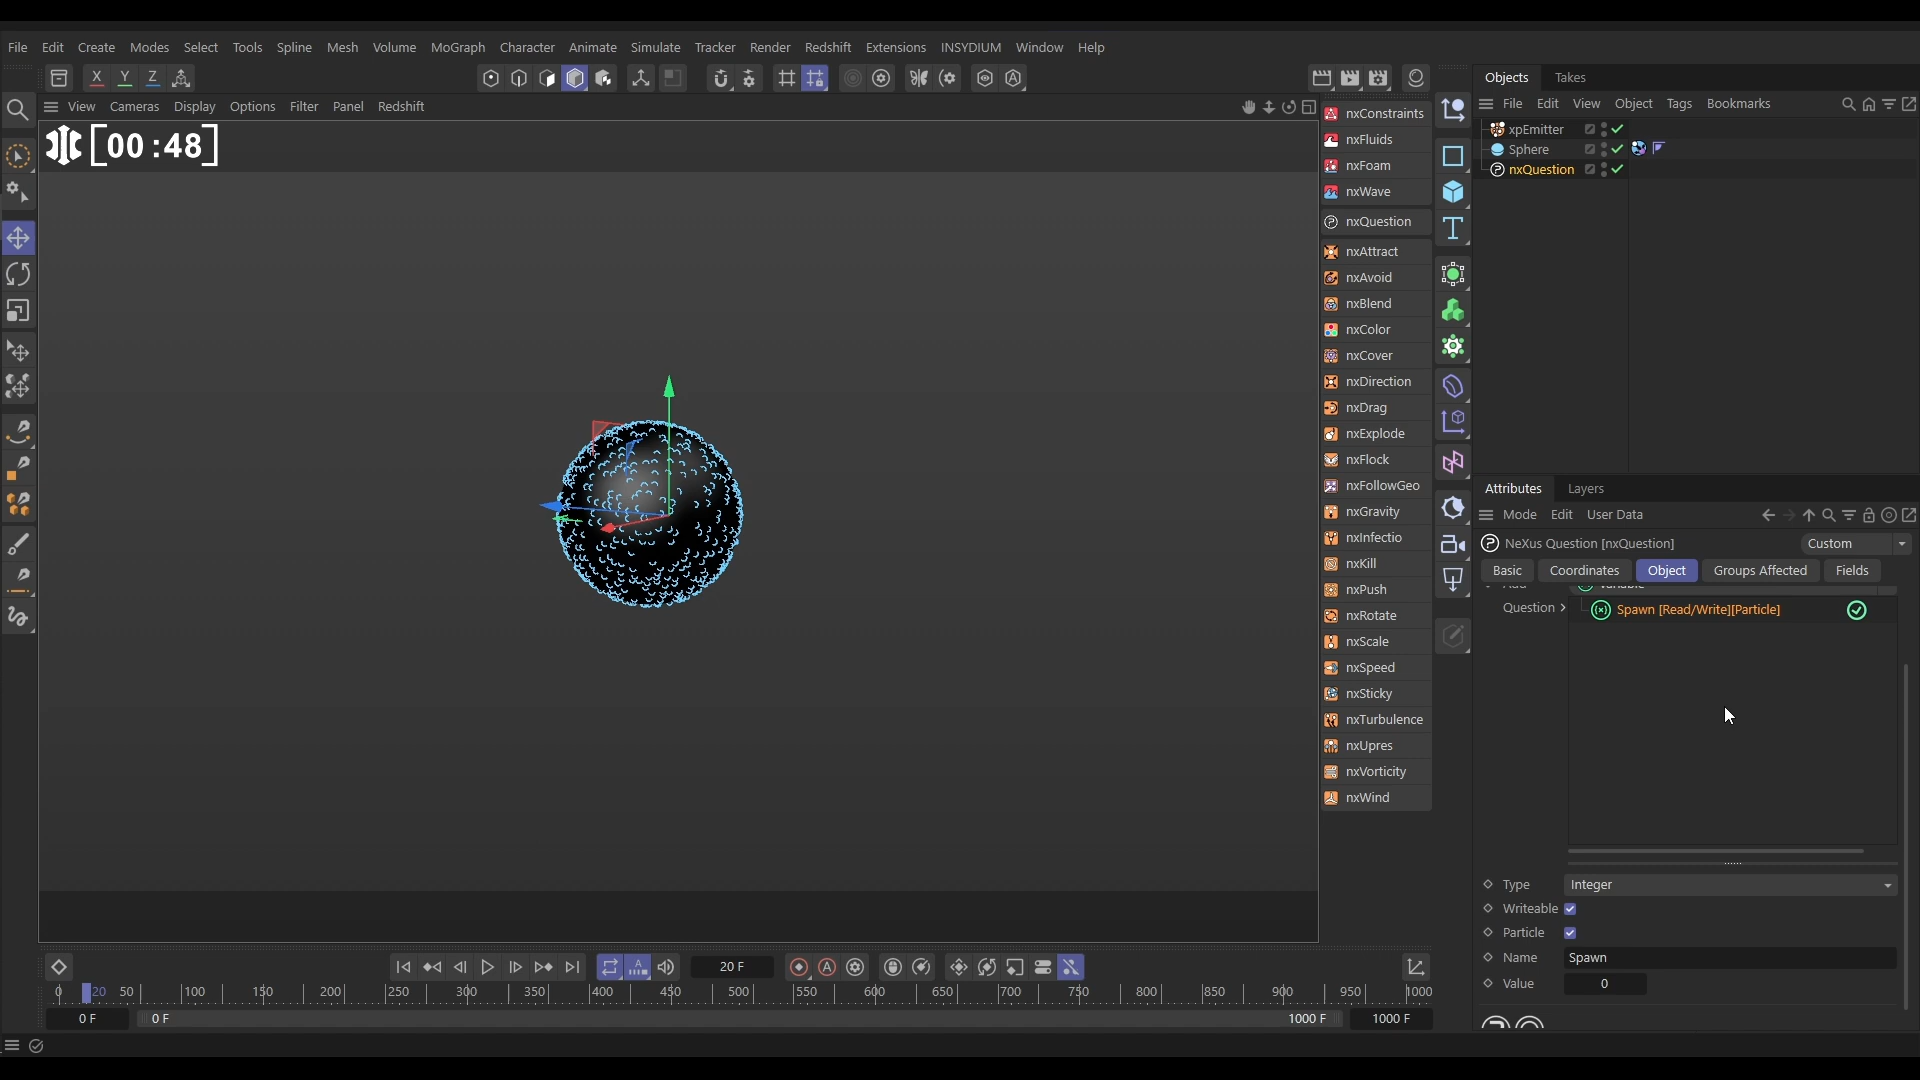 File Edit Create Modes Select Tools Spline Mesh Volume MoGraph Character Animate Simulate Tracker Render Redshift Extensions INSYDIUM Window Help
X Y Z
View Cameras Display Options Filter Panel Redshift
[00:48]
nxConstraints
nxFluids
nxFoam
nxWave
nxQuestion
nxAttract
nxAvoid
nxBlend
nxColor
nxCover
nxDirection
nxDrag
nxExplode
nxFlock
nxFollowGeo
nxGravity
nxInfectio
nxKill
nxPush
nxRotate
nxScale
nxSpeed
nxSticky
nxTurbulence
nxUpres
nxVorticity
nxWind
Objects Takes
File Edit View Object Tags Bookmarks
xpEmitter
Sphere
nxQuestion
Attributes Layers
Mode Edit User Data
NeXus Question [nxQuestion] Custom
Basic Coordinates Object Groups Affected Fields
Question Spawn [Read/Write][Particle]
Type Integer
Writeable
Particle
Name Spawn
Value 0
20 F
0 20 50 100 150 200 250 300 350 400 450 500 550 600 650 700 750 800 850 900 950 1000
0 F 0 F 1000 F 1000 F